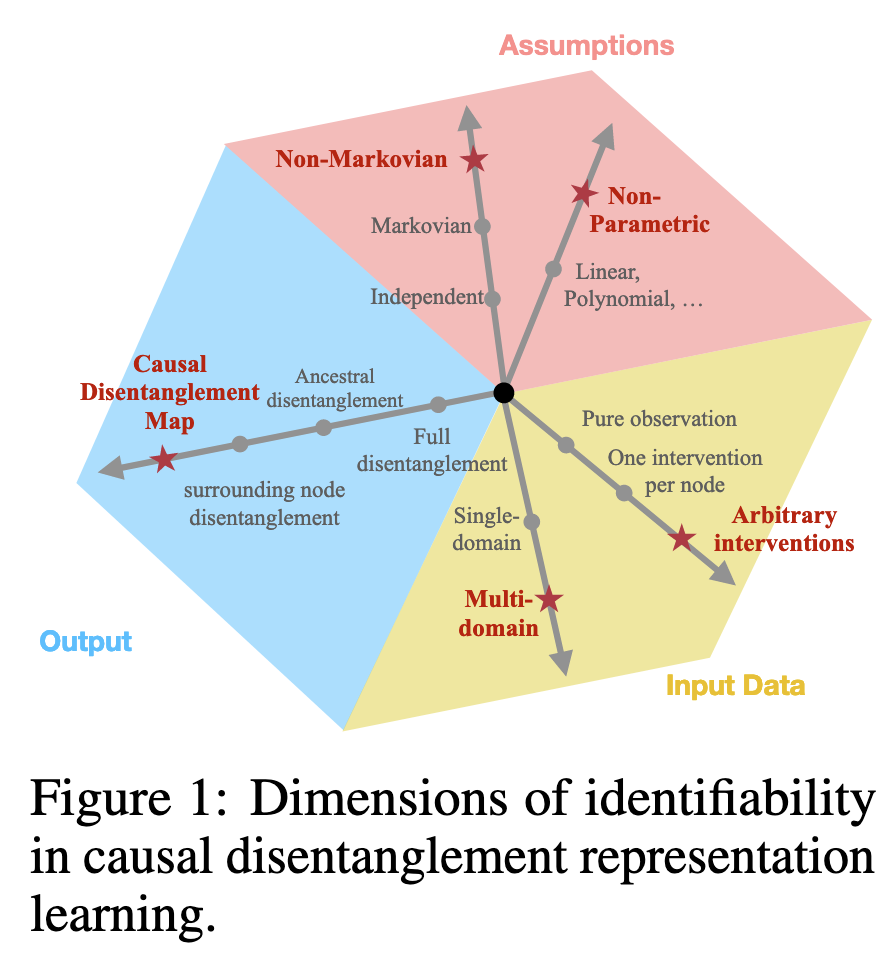 Assumptions
Non-Markovian
Non-
Parametric
Markovian
Linear,
Polynomial, …
Independent
Causal
Disentanglement
Map
Ancestral
disentanglement
Full
disentanglement
surrounding node
disentanglement
Pure observation
One intervention
per node
Arbitrary
interventions
Single-
domain
Multi-
domain
Output
Input Data
Figure 1: Dimensions of identifiability
in causal disentanglement representation
learning.